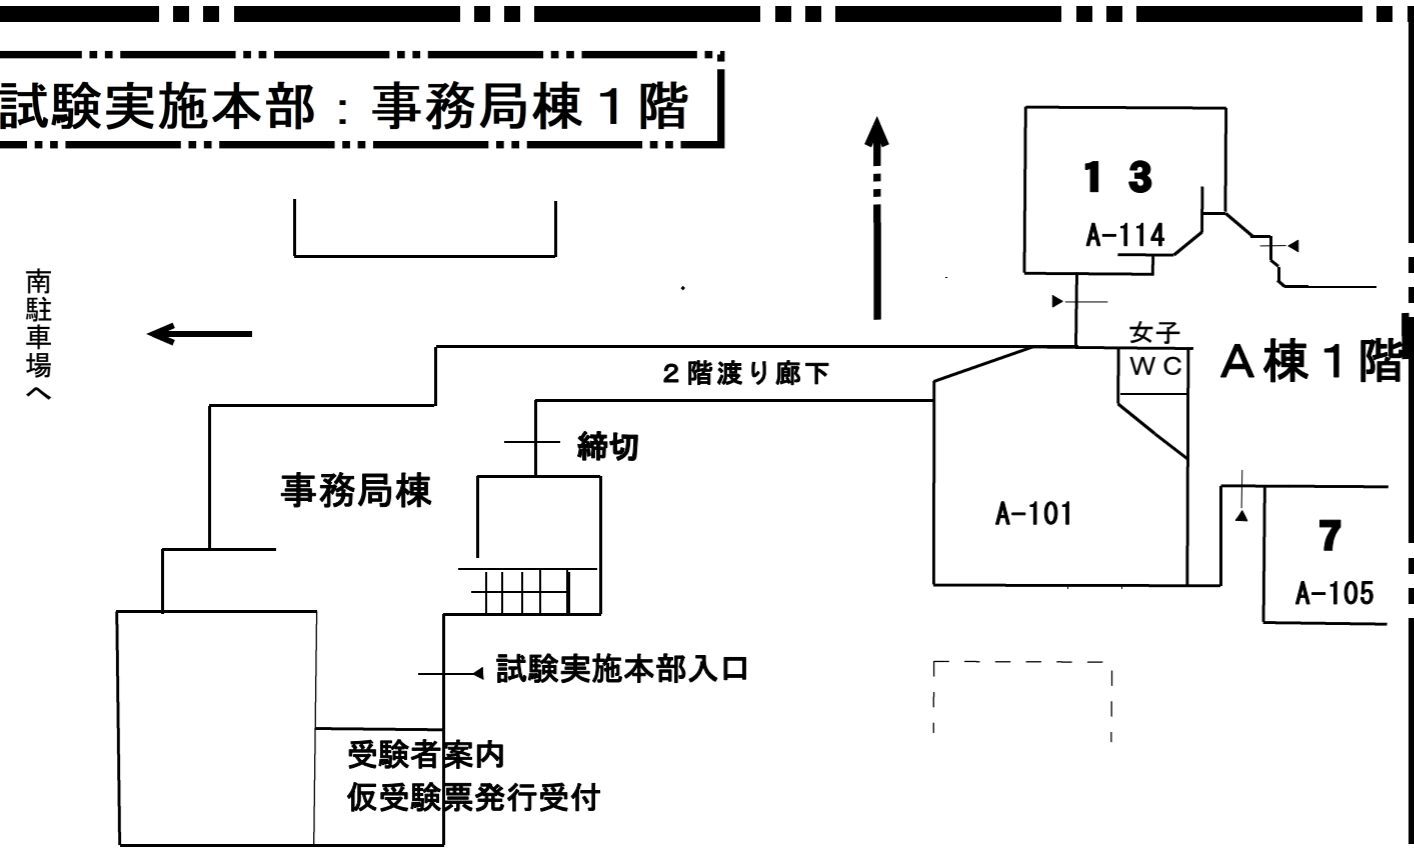 試験実施本部：事務局棟１階
１３
A-114
南駐車場へ
女子
ＷＣ
Ａ棟１階
２階渡り廊下
締切
事務局棟
A-101
７
A-105
試験実施本部入口
受験者案内
仮受験票発行受付